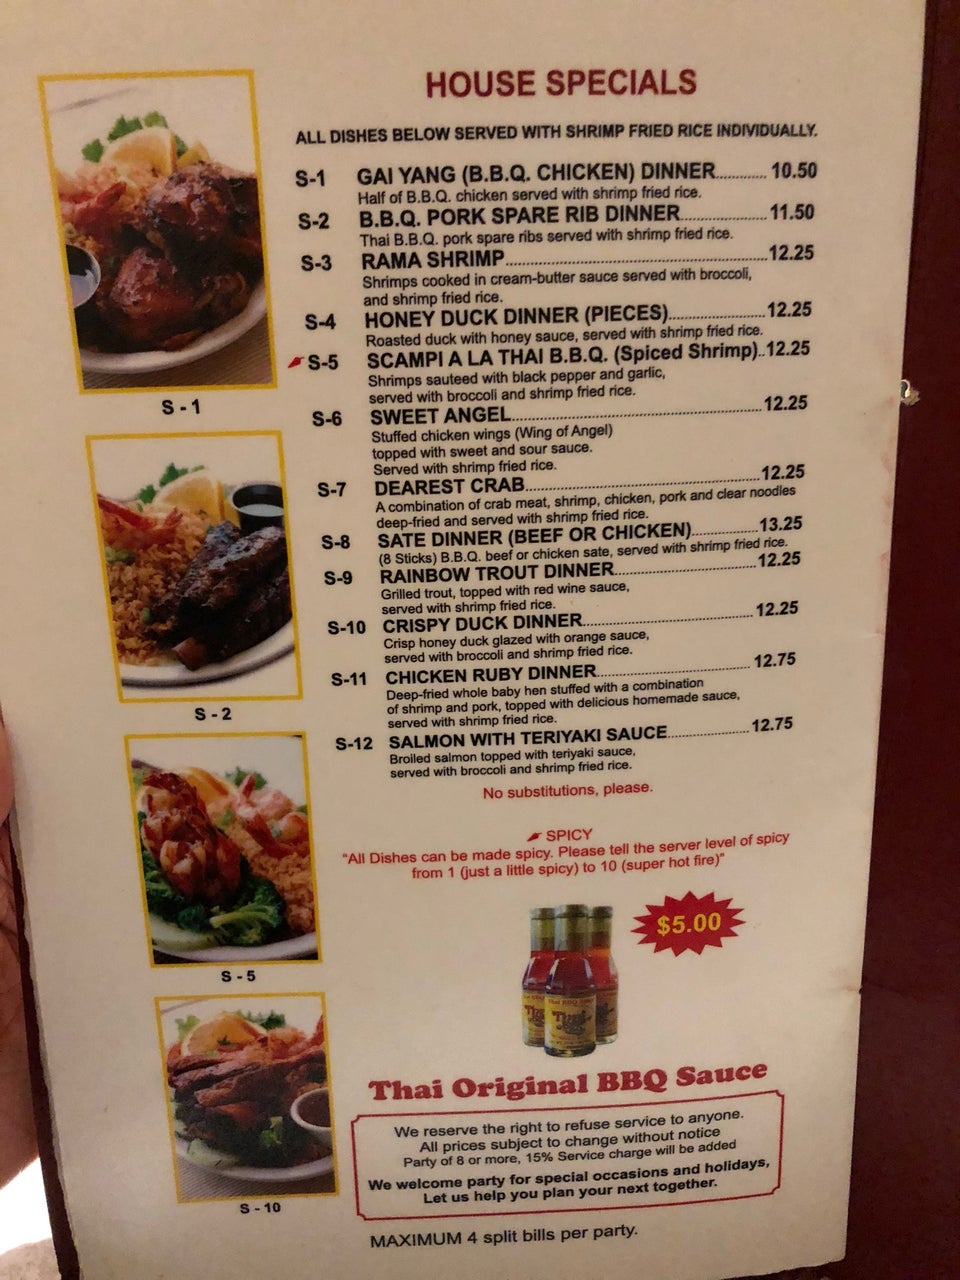 HOUSE SPECIALS
ALL DISHES BELOW SERVED WITH SHRIMP FRIED RICE INDIVIDUALLY.
S-1 GAI YANG (B.B.Q. CHICKEN) DINNER............. 10.50
Half of B.B.Q. chicken served with shrimp fried rice.
S-2 B.B.Q. PORK SPARE RIB DINNER...................... 11.50
Thai B.B.Q. pork spare ribs served with shrimp fried rice.
S-3 RAMA SHRIMP.................................................................... 12.25
Shrimps cooked in cream-butter sauce served with broccoli,
and shrimp fried rice.
S-4 HONEY DUCK DINNER (PIECES)......................... 12.25
Roasted duck with honey sauce, served with shrimp fried rice.
S-5 SCAMPI A LA THAI B.B.Q. (Spiced Shrimp)..12.25
Shrimps sauteed with black pepper and garlic,
served with broccoli and shrimp fried rice.
S-6 SWEET ANGEL................................................................ 12.25
Stuffed chicken wings (Wing of Angel)
topped with sweet and sour sauce.
Served with shrimp fried rice.
S-7 DEAREST CRAB............................................................ 12.25
A combination of crab meat, shrimp, chicken, pork and clear noodles
deep-fried and served with shrimp fried rice.
S-8 SATE DINNER (BEEF OR CHICKEN)................. 13.25
(8 Sticks) B.B.Q. beef or chicken sate, served with shrimp fried rice.
S-9 RAINBOW TROUT DINNER..................................... 12.25
Grilled trout, topped with red wine sauce,
served with shrimp fried rice.
S-10 CRISPY DUCK DINNER............................................ 12.25
Crisp honey duck glazed with orange sauce,
served with broccoli and shrimp fried rice.
S-11 CHICKEN RUBY DINNER....................................... 12.75
Deep-fried whole baby hen stuffed with a combination
of shrimp and pork, topped with delicious homemade sauce,
served with shrimp fried rice.
S-12 SALMON WITH TERIYAKI SAUCE..................... 12.75
Broiled salmon topped with teriyaki sauce,
served with broccoli and shrimp fried rice.
No substitutions, please.
SPICY
"All Dishes can be made spicy. Please tell the server level of spicy
from 1 (just a little spicy) to 10 (super hot fire)"
$5.00
Thai BBQ
Thai Original BBQ Sauce
We reserve the right to refuse service to anyone.
All prices subject to change without notice
Party of 8 or more, 15% Service charge will be added
We welcome party for special occasions and holidays,
Let us help you plan your next together.
MAXIMUM 4 split bills per party.
S - 1
S - 2
S - 5
S - 10